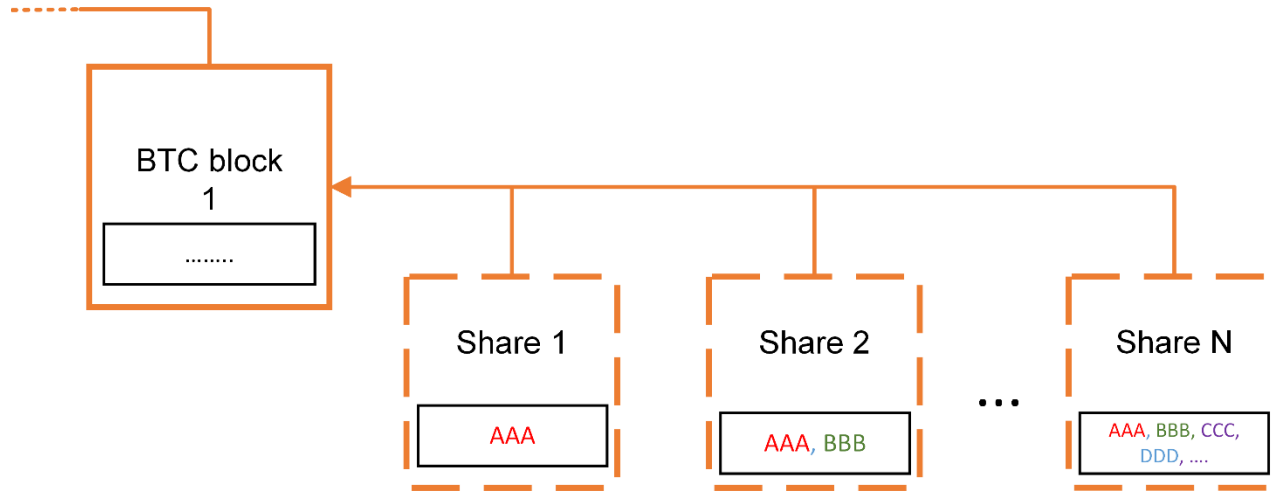 BTC block
1
........
Share 1
AAA
Share 2
AAA, BBB
...
Share N
AAA, BBB, CCC,
DDD, ....